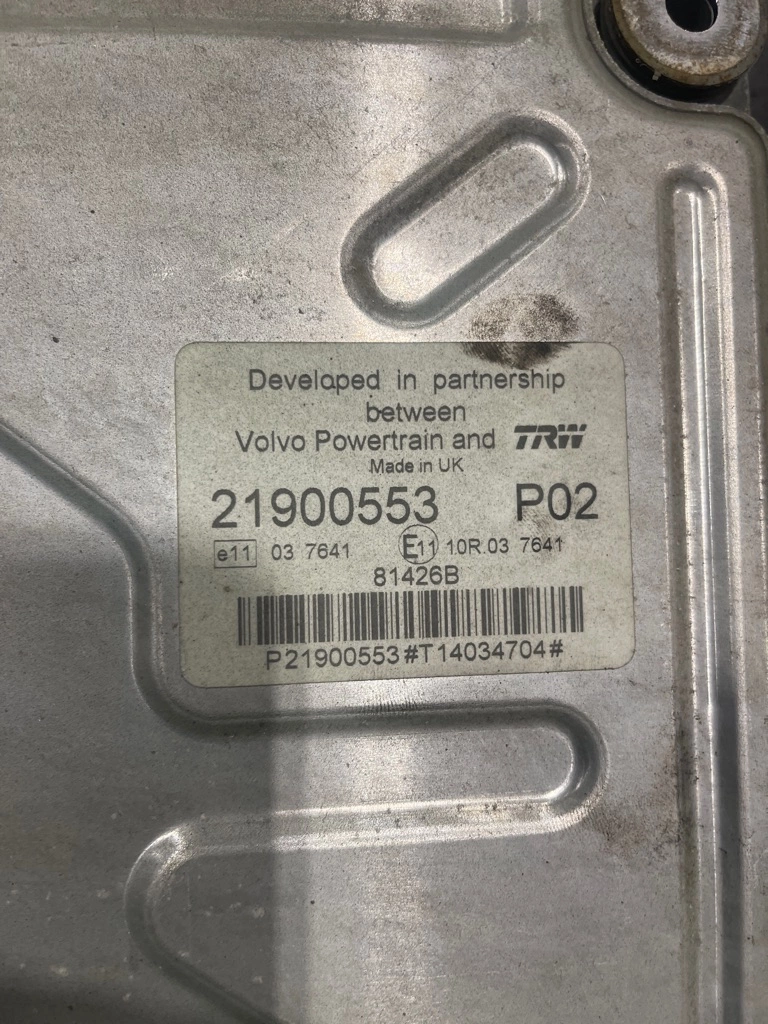 Developed in partnership
between
Volvo Powertrain and TRW
Made in UK
21900553 P02
e11 03 7641 E11 10R.03 7641
81426B
P21900553#T14034704#